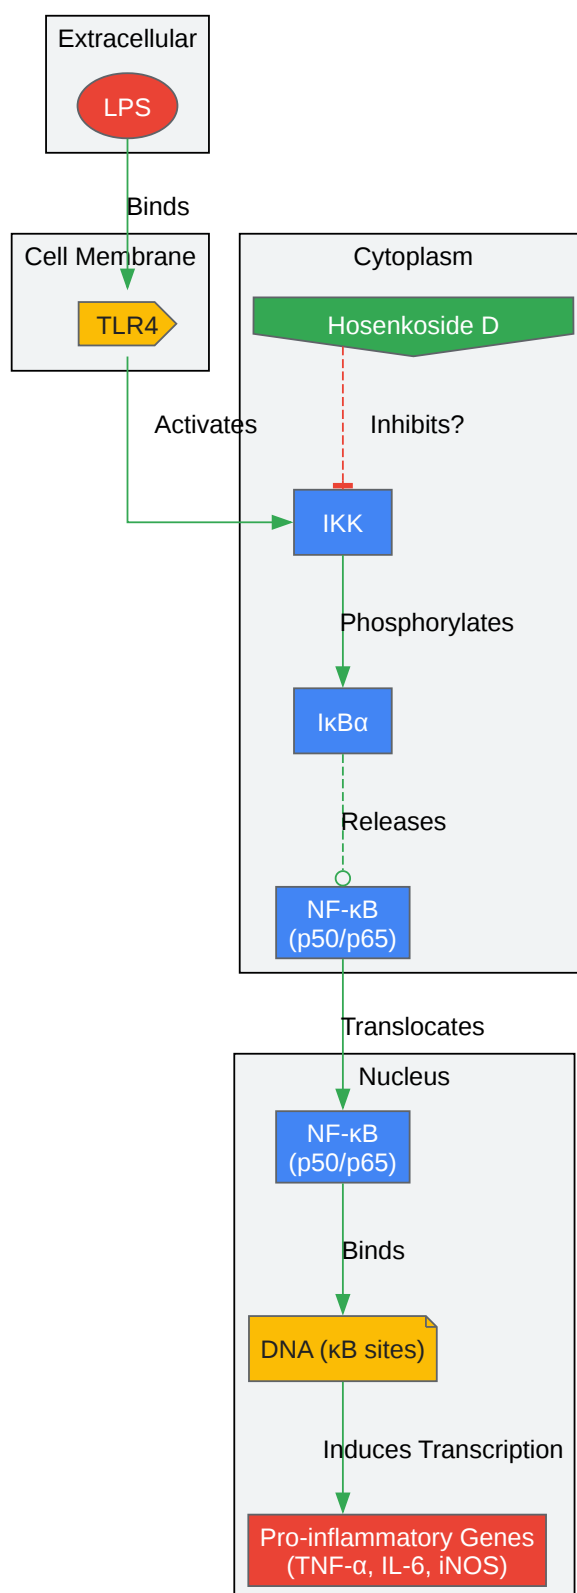 Extracellular
LPS
Binds
Cell Membrane
TLR4
Cytoplasm
Hosenkoside D
Activates
Inhibits?
IKK
Phosphorylates
IκBα
Releases
NF-κB
(p50/p65)
Translocates
Nucleus
NF-κB
(p50/p65)
Binds
DNA (κB sites)
Induces Transcription
Pro-inflammatory Genes
(TNF-α, IL-6, iNOS)